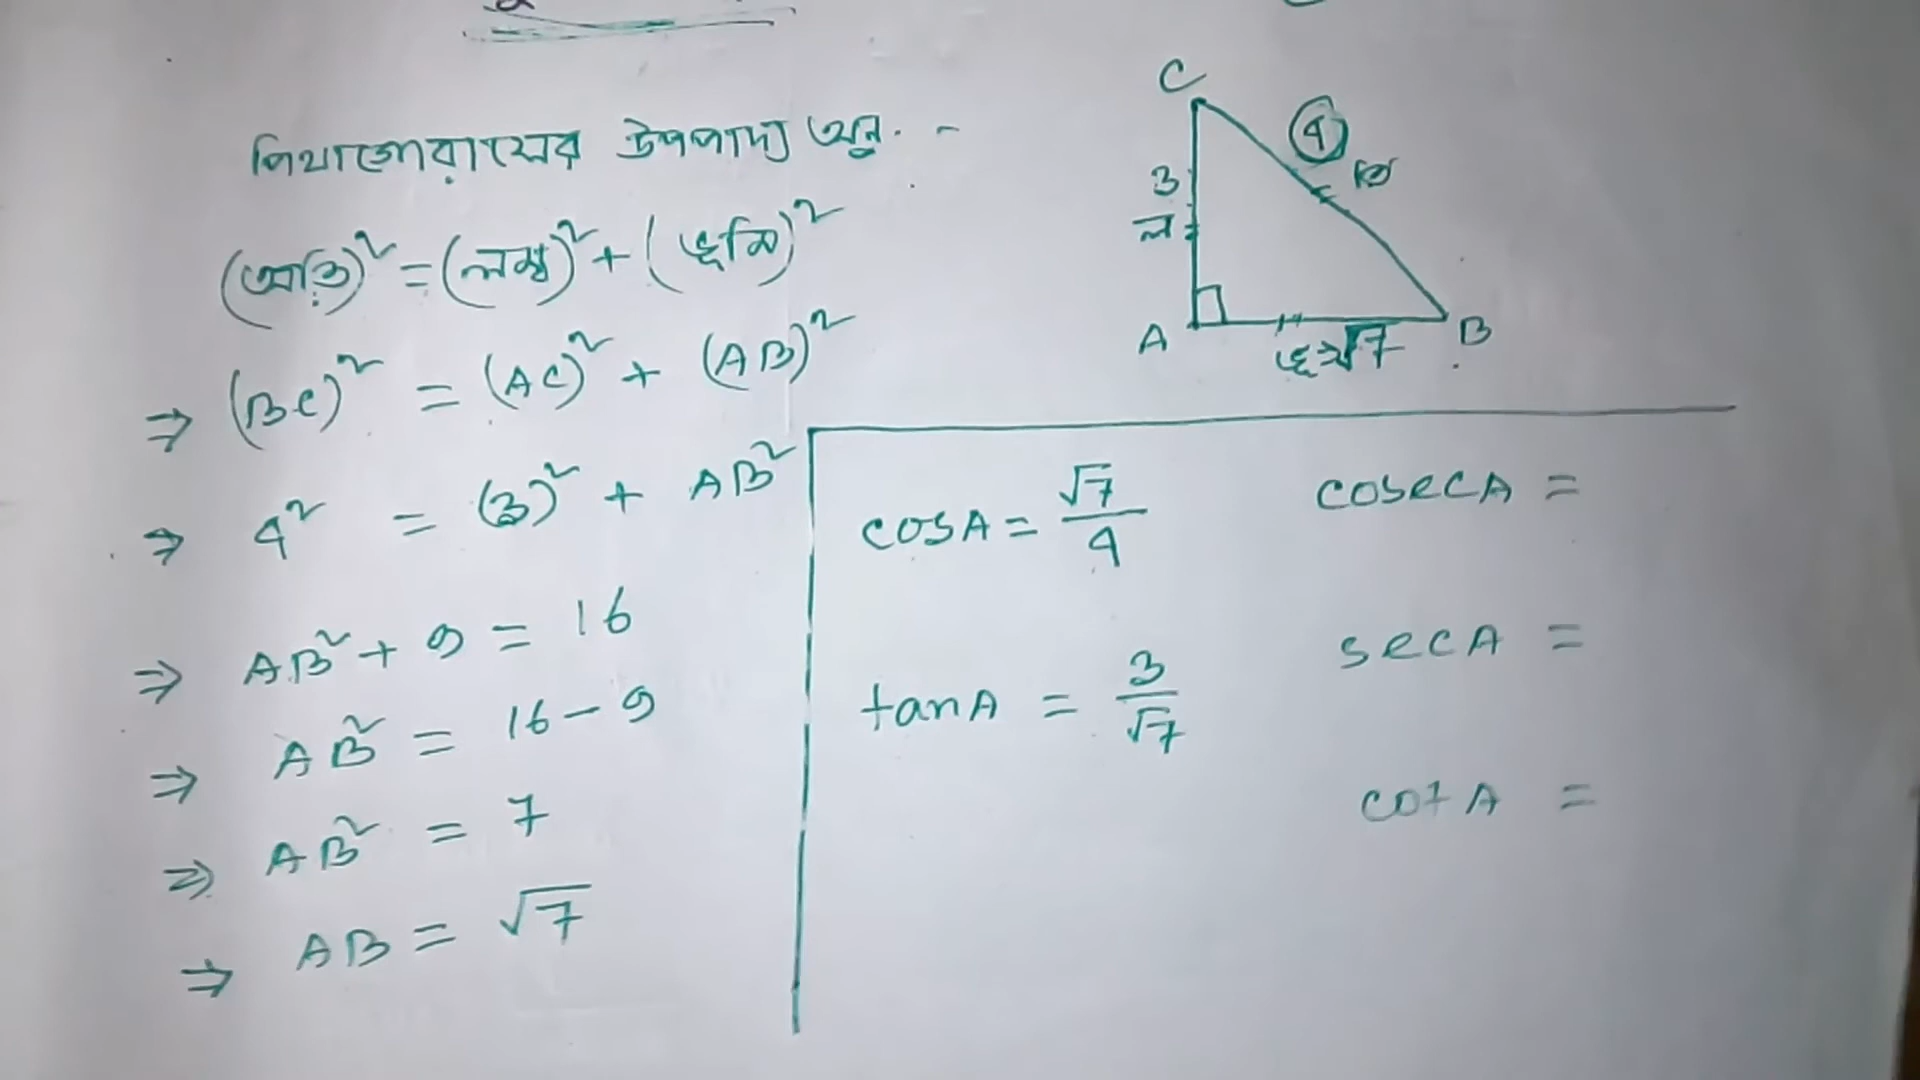 পিথাগোরাসের উপপাদ্য অনু. -
(অতি)² = (লম্ব)² + (ভূমি)²
⇒ (BC)² = (AC)² + (AB)²
⇒ 4² = (3)² + AB²
⇒ AB² + 9 = 16
⇒ AB² = 16 - 9
⇒ AB² = 7
⇒ AB = √7
C
4
3
ল
A
ভূ ⇒ √7
B
cosA = √7/4
tanA = 3/√7
cosecA =
secA =
cotA =